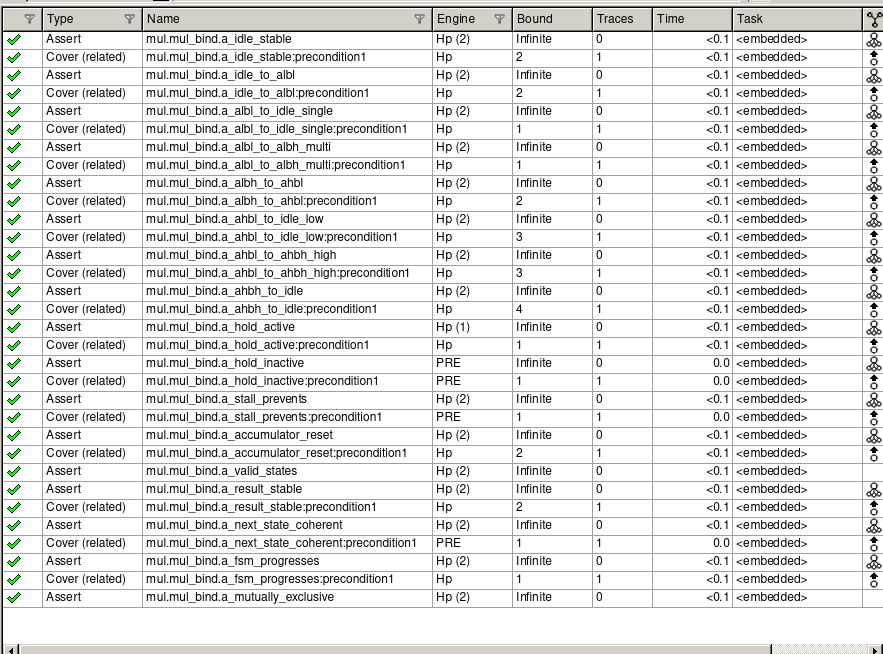 Type Name Engine Bound Traces Time Task
Assert mul.mul_bind.a_idle_stable Hp (2) Infinite 0 <0.1 <embedded>
Cover (related) mul.mul_bind.a_idle_stable:precondition1 Hp 2 1 <0.1 <embedded>
Assert mul.mul_bind.a_idle_to_albl Hp (2) Infinite 0 <0.1 <embedded>
Cover (related) mul.mul_bind.a_idle_to_albl:precondition1 Hp 2 1 <0.1 <embedded>
Assert mul.mul_bind.a_albl_to_idle_single Hp (2) Infinite 0 <0.1 <embedded>
Cover (related) mul.mul_bind.a_albl_to_idle_single:precondition1 Hp 1 1 <0.1 <embedded>
Assert mul.mul_bind.a_albl_to_albh_multi Hp (2) Infinite 0 <0.1 <embedded>
Cover (related) mul.mul_bind.a_albl_to_albh_multi:precondition1 Hp 1 1 <0.1 <embedded>
Assert mul.mul_bind.a_albh_to_ahbl Hp (2) Infinite 0 <0.1 <embedded>
Cover (related) mul.mul_bind.a_albh_to_ahbl:precondition1 Hp 2 1 <0.1 <embedded>
Assert mul.mul_bind.a_ahbl_to_idle_low Hp (2) Infinite 0 <0.1 <embedded>
Cover (related) mul.mul_bind.a_ahbl_to_idle_low:precondition1 Hp 3 1 <0.1 <embedded>
Assert mul.mul_bind.a_ahbl_to_ahbh_high Hp (2) Infinite 0 <0.1 <embedded>
Cover (related) mul.mul_bind.a_ahbl_to_ahbh_high:precondition1 Hp 3 1 <0.1 <embedded>
Assert mul.mul_bind.a_ahbh_to_idle Hp (2) Infinite 0 <0.1 <embedded>
Cover (related) mul.mul_bind.a_ahbh_to_idle:precondition1 Hp 4 1 <0.1 <embedded>
Assert mul.mul_bind.a_hold_active Hp (1) Infinite 0 <0.1 <embedded>
Cover (related) mul.mul_bind.a_hold_active:precondition1 Hp 1 1 <0.1 <embedded>
Assert mul.mul_bind.a_hold_inactive PRE Infinite 0 0.0 <embedded>
Cover (related) mul.mul_bind.a_hold_inactive:precondition1 PRE 1 1 0.0 <embedded>
Assert mul.mul_bind.a_stall_prevents Hp (2) Infinite 0 <0.1 <embedded>
Cover (related) mul.mul_bind.a_stall_prevents:precondition1 PRE 1 1 0.0 <embedded>
Assert mul.mul_bind.a_accumulator_reset Hp (2) Infinite 0 <0.1 <embedded>
Cover (related) mul.mul_bind.a_accumulator_reset:precondition1 Hp 2 1 <0.1 <embedded>
Assert mul.mul_bind.a_valid_states Hp (2) Infinite 0 <0.1 <embedded>
Assert mul.mul_bind.a_result_stable Hp (2) Infinite 0 <0.1 <embedded>
Cover (related) mul.mul_bind.a_result_stable:precondition1 Hp 2 1 <0.1 <embedded>
Assert mul.mul_bind.a_next_state_coherent Hp (2) Infinite 0 <0.1 <embedded>
Cover (related) mul.mul_bind.a_next_state_coherent:precondition1 PRE 1 1 0.0 <embedded>
Assert mul.mul_bind.a_fsm_progresses Hp (2) Infinite 0 <0.1 <embedded>
Cover (related) mul.mul_bind.a_fsm_progresses:precondition1 Hp 1 1 <0.1 <embedded>
Assert mul.mul_bind.a_mutually_exclusive Hp (2) Infinite 0 <0.1 <embedded>